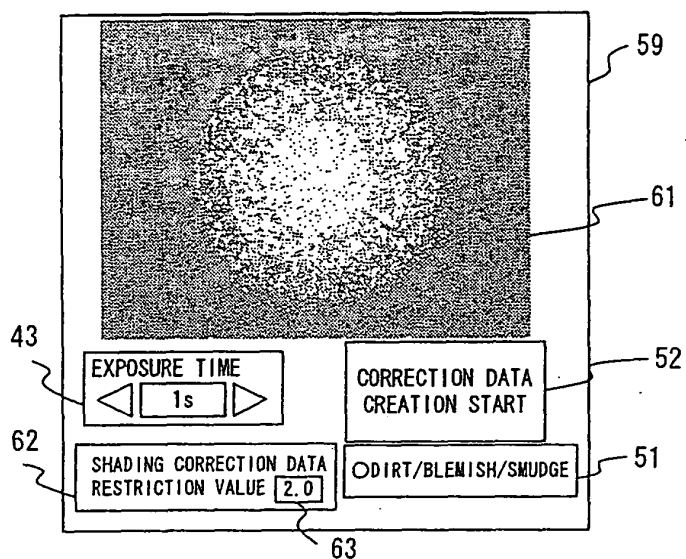 59
61
43
EXPOSURE TIME
1s
CORRECTION DATA
CREATION START
52
62
SHADING CORRECTION DATA
RESTRICTION VALUE 2.0
○DIRT/BLEMISH/SMUDGE
51
63